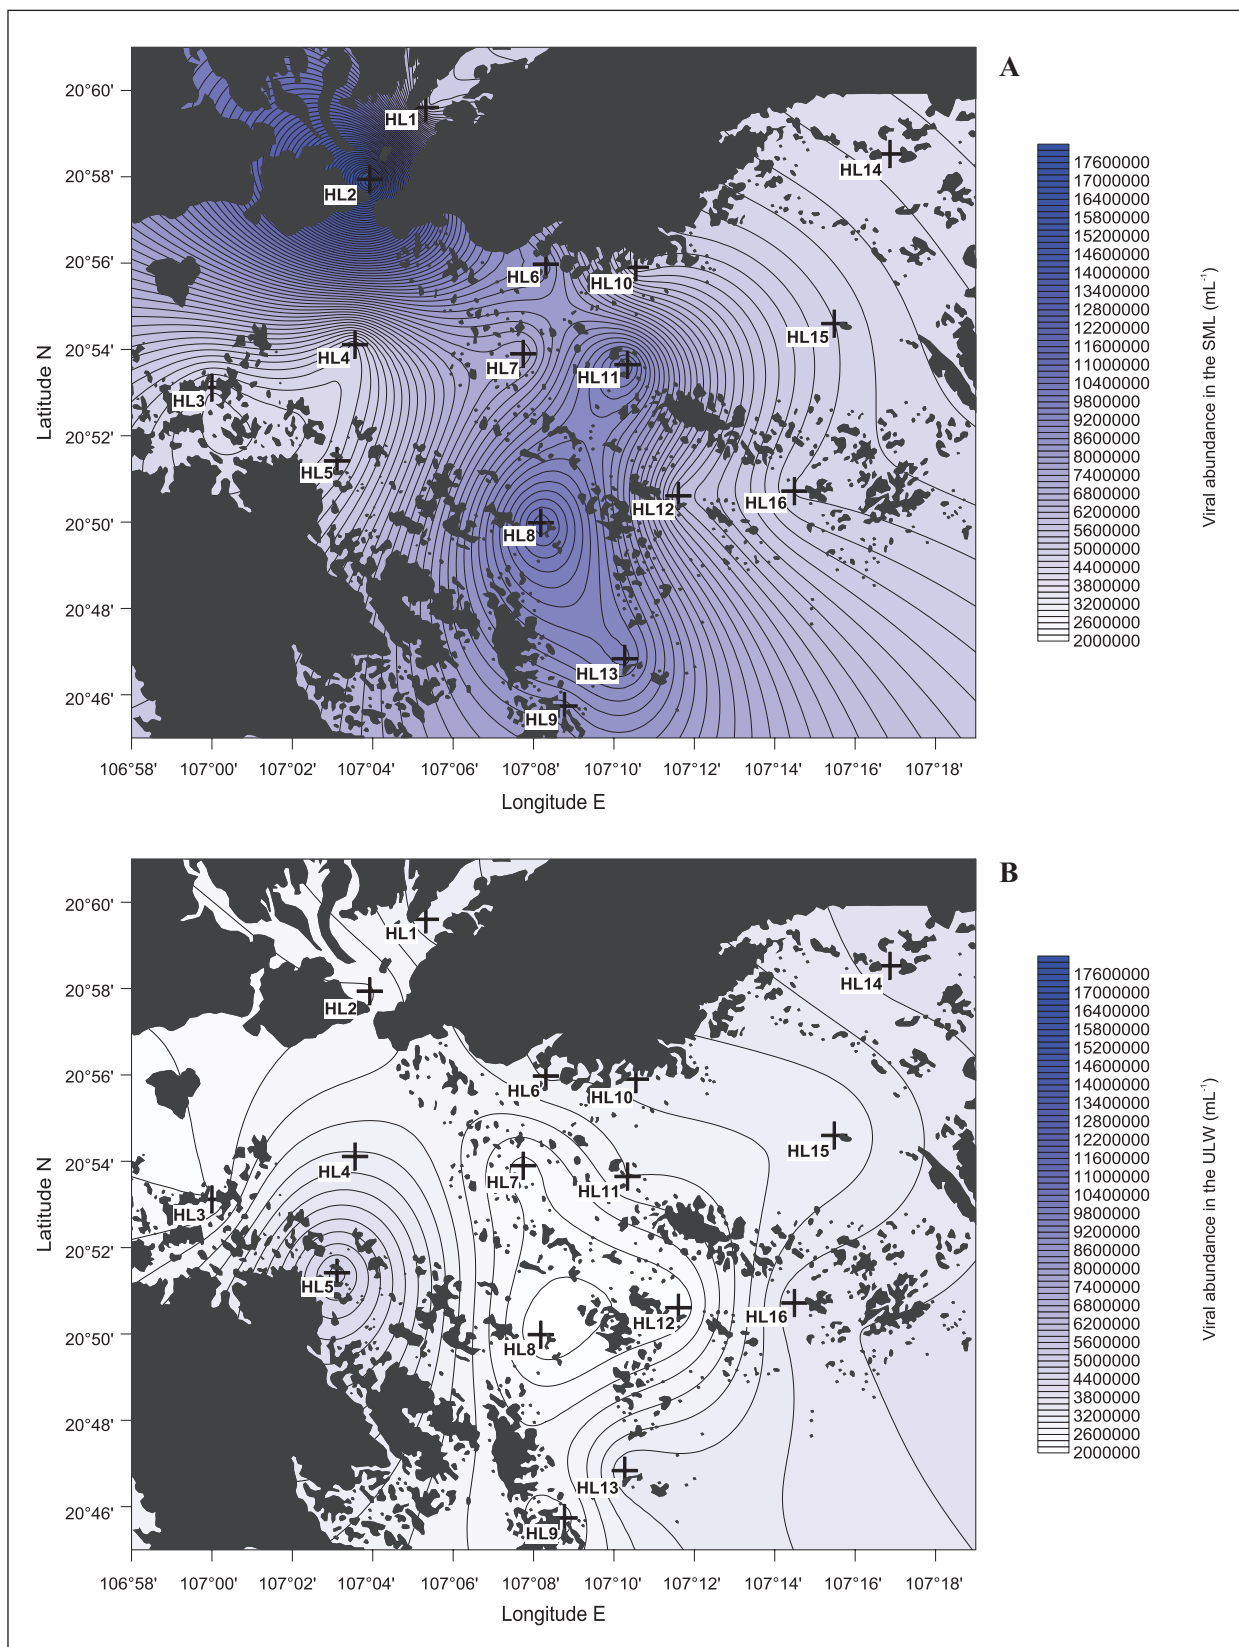 A
20°60'
20°58'
20°56'
20°54'
20°52'
20°50'
20°48'
20°46'
Latitude N
HL1
HL2
HL14
HL6
HL10
HL15
HL4
HL7
HL11
HL3
HL5
HL12
HL16
HL8
HL13
HL9
106°58' 107°00' 107°02' 107°04' 107°06' 107°08' 107°10' 107°12' 107°14' 107°16' 107°18'
Longitude E
17600000
17000000
16400000
15800000
15200000
14600000
14000000
13400000
12800000
12200000
11600000
11000000
10400000
9800000
9200000
8600000
8000000
7400000
6800000
6200000
5600000
5000000
4400000
3800000
3200000
2600000
2000000
Viral abundance in the SML (mL⁻¹)
B
20°60'
20°58'
20°56'
20°54'
20°52'
20°50'
20°48'
20°46'
Latitude N
HL1
HL2
HL14
HL6
HL10
HL15
HL4
HL7
HL11
HL3
HL5
HL12
HL16
HL8
HL13
HL9
106°58' 107°00' 107°02' 107°04' 107°06' 107°08' 107°10' 107°12' 107°14' 107°16' 107°18'
Longitude E
17600000
17000000
16400000
15800000
15200000
14600000
14000000
13400000
12800000
12200000
11600000
11000000
10400000
9800000
9200000
8600000
8000000
7400000
6800000
6200000
5600000
5000000
4400000
3800000
3200000
2600000
2000000
Viral abundance in the ULW (mL⁻¹)